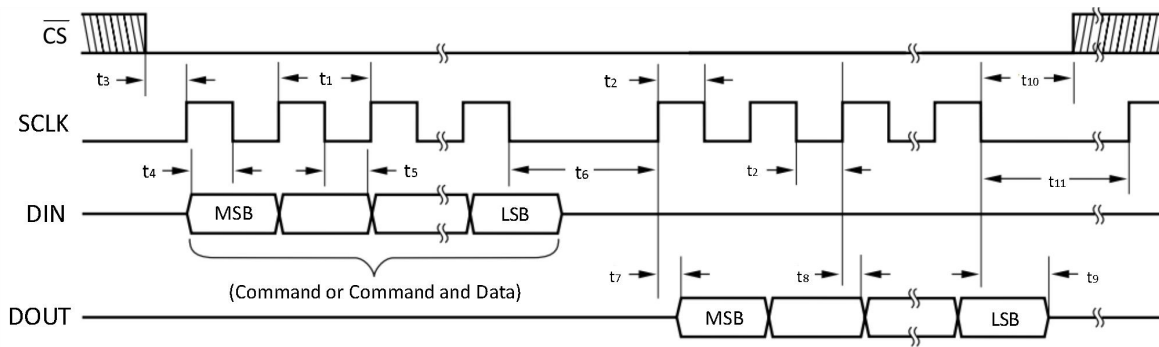 CS
t3
t1
t2
t10
SCLK
t4
t5
t6
t2
t11
DIN
MSB
LSB
(Command or Command and Data)
t7
t8
t9
DOUT
MSB
LSB